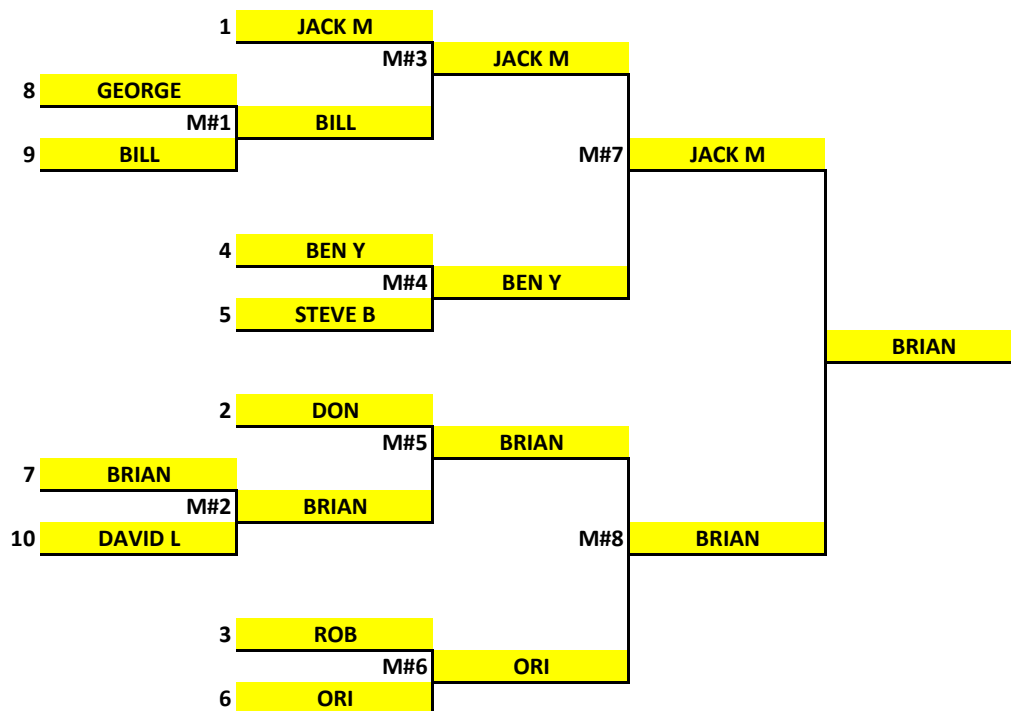 1 JACK M
M#3 JACK M
8 GEORGE
M#1 BILL
9 BILL
M#7 JACK M
4 BEN Y
M#4 BEN Y
5 STEVE B
BRIAN
2 DON
M#5 BRIAN
7 BRIAN
M#2 BRIAN
10 DAVID L
M#8 BRIAN
3 ROB
M#6 ORI
6 ORI